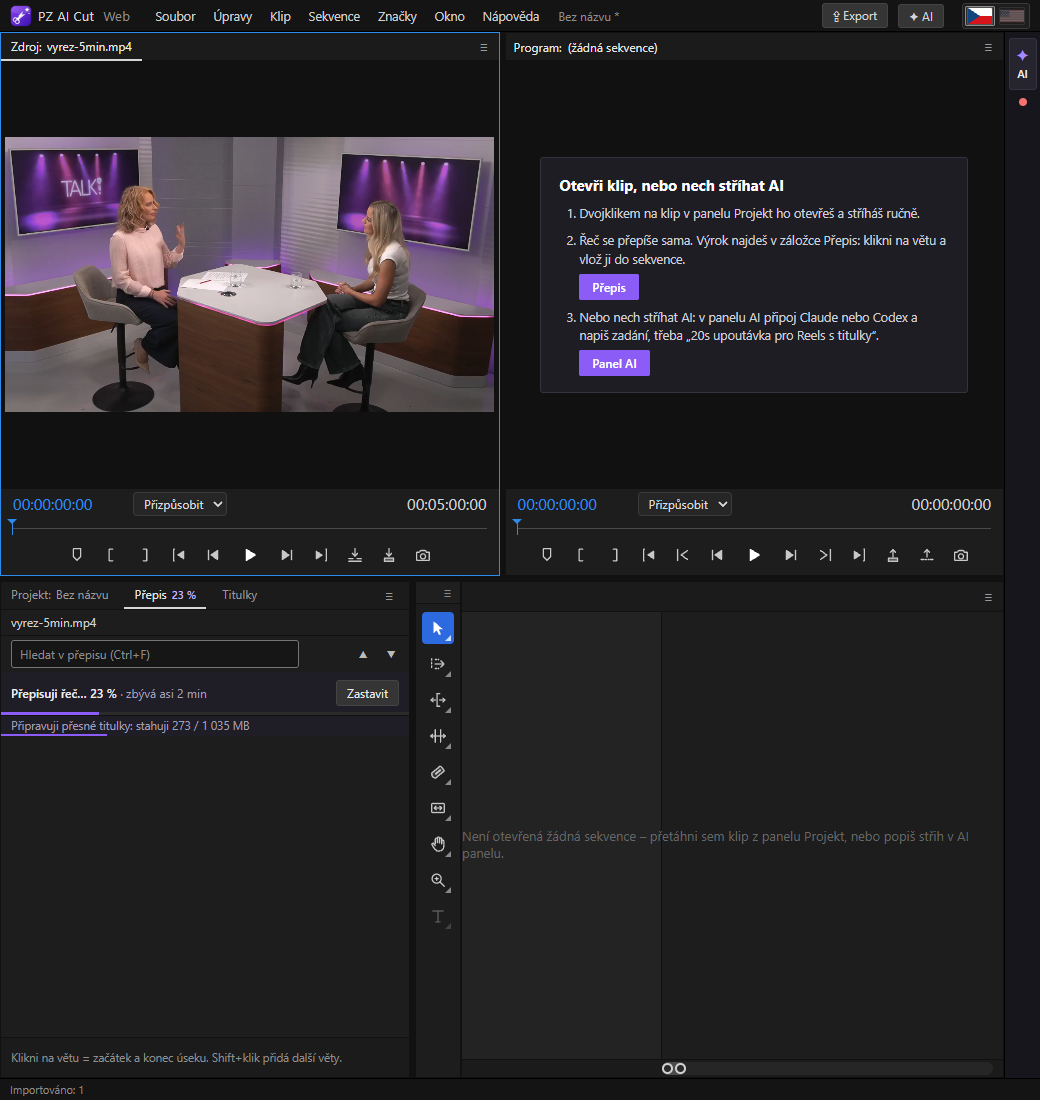 PZ AI Cut Web Soubor Úpravy Klip Sekvence Značky Okno Nápověda Bez názvu * Export AI
Zdroj: vyrez-5min.mp4
Program: (žádná sekvence)
AI
TALK
Otevři klip, nebo nech stříhat AI
1. Dvojklikem na klip v panelu Projekt ho otevřeš a stříháš ručně.
2. Řeč se přepíše sama. Výrok najdeš v záložce Přepis: klikni na větu a
vlož ji do sekvence.
Přepis
3. Nebo nech stříhat AI: v panelu AI připoj Claude nebo Codex a
napiš zadání, třeba „20s upoutávka pro Reels s titulky“.
Panel AI
00:00:00:00 Přizpůsobit 00:05:00:00
00:00:00:00 Přizpůsobit 00:00:00:00
Projekt: Bez názvu Přepis 23 % Titulky
vyrez-5min.mp4
Hledat v přepisu (Ctrl+F)
Přepisuji řeč... 23 % · zbývá asi 2 min Zastavit
Připravuji přesné titulky: stahuji 273 / 1 035 MB
Není otevřená žádná sekvence – přetáhni sem klip z panelu Projekt, nebo popiš střih v AI
panelu.
T
Klikni na větu = začátek a konec úseku. Shift+klik přidá další věty.
Importováno: 1